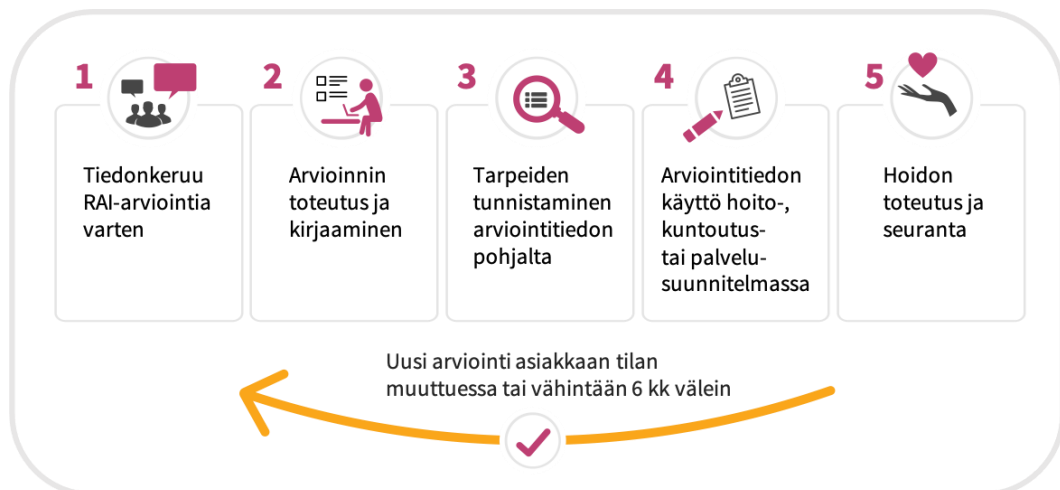 1
Tiedonkeruu
RAI-arviointia
varten
2
Arvioinnin
toteutus ja
kirjaaminen
3
Tarpeiden
tunnistaminen
arviointitiedon
pohjalta
4
Arviointitiedon
käyttö hoito-,
kuntoutus-
tai palvelu-
suunnitelmassa
5
Hoidon
toteutus ja
seuranta
Uusi arviointi asiakkaan tilan
muuttuessa tai vähintään 6 kk välein